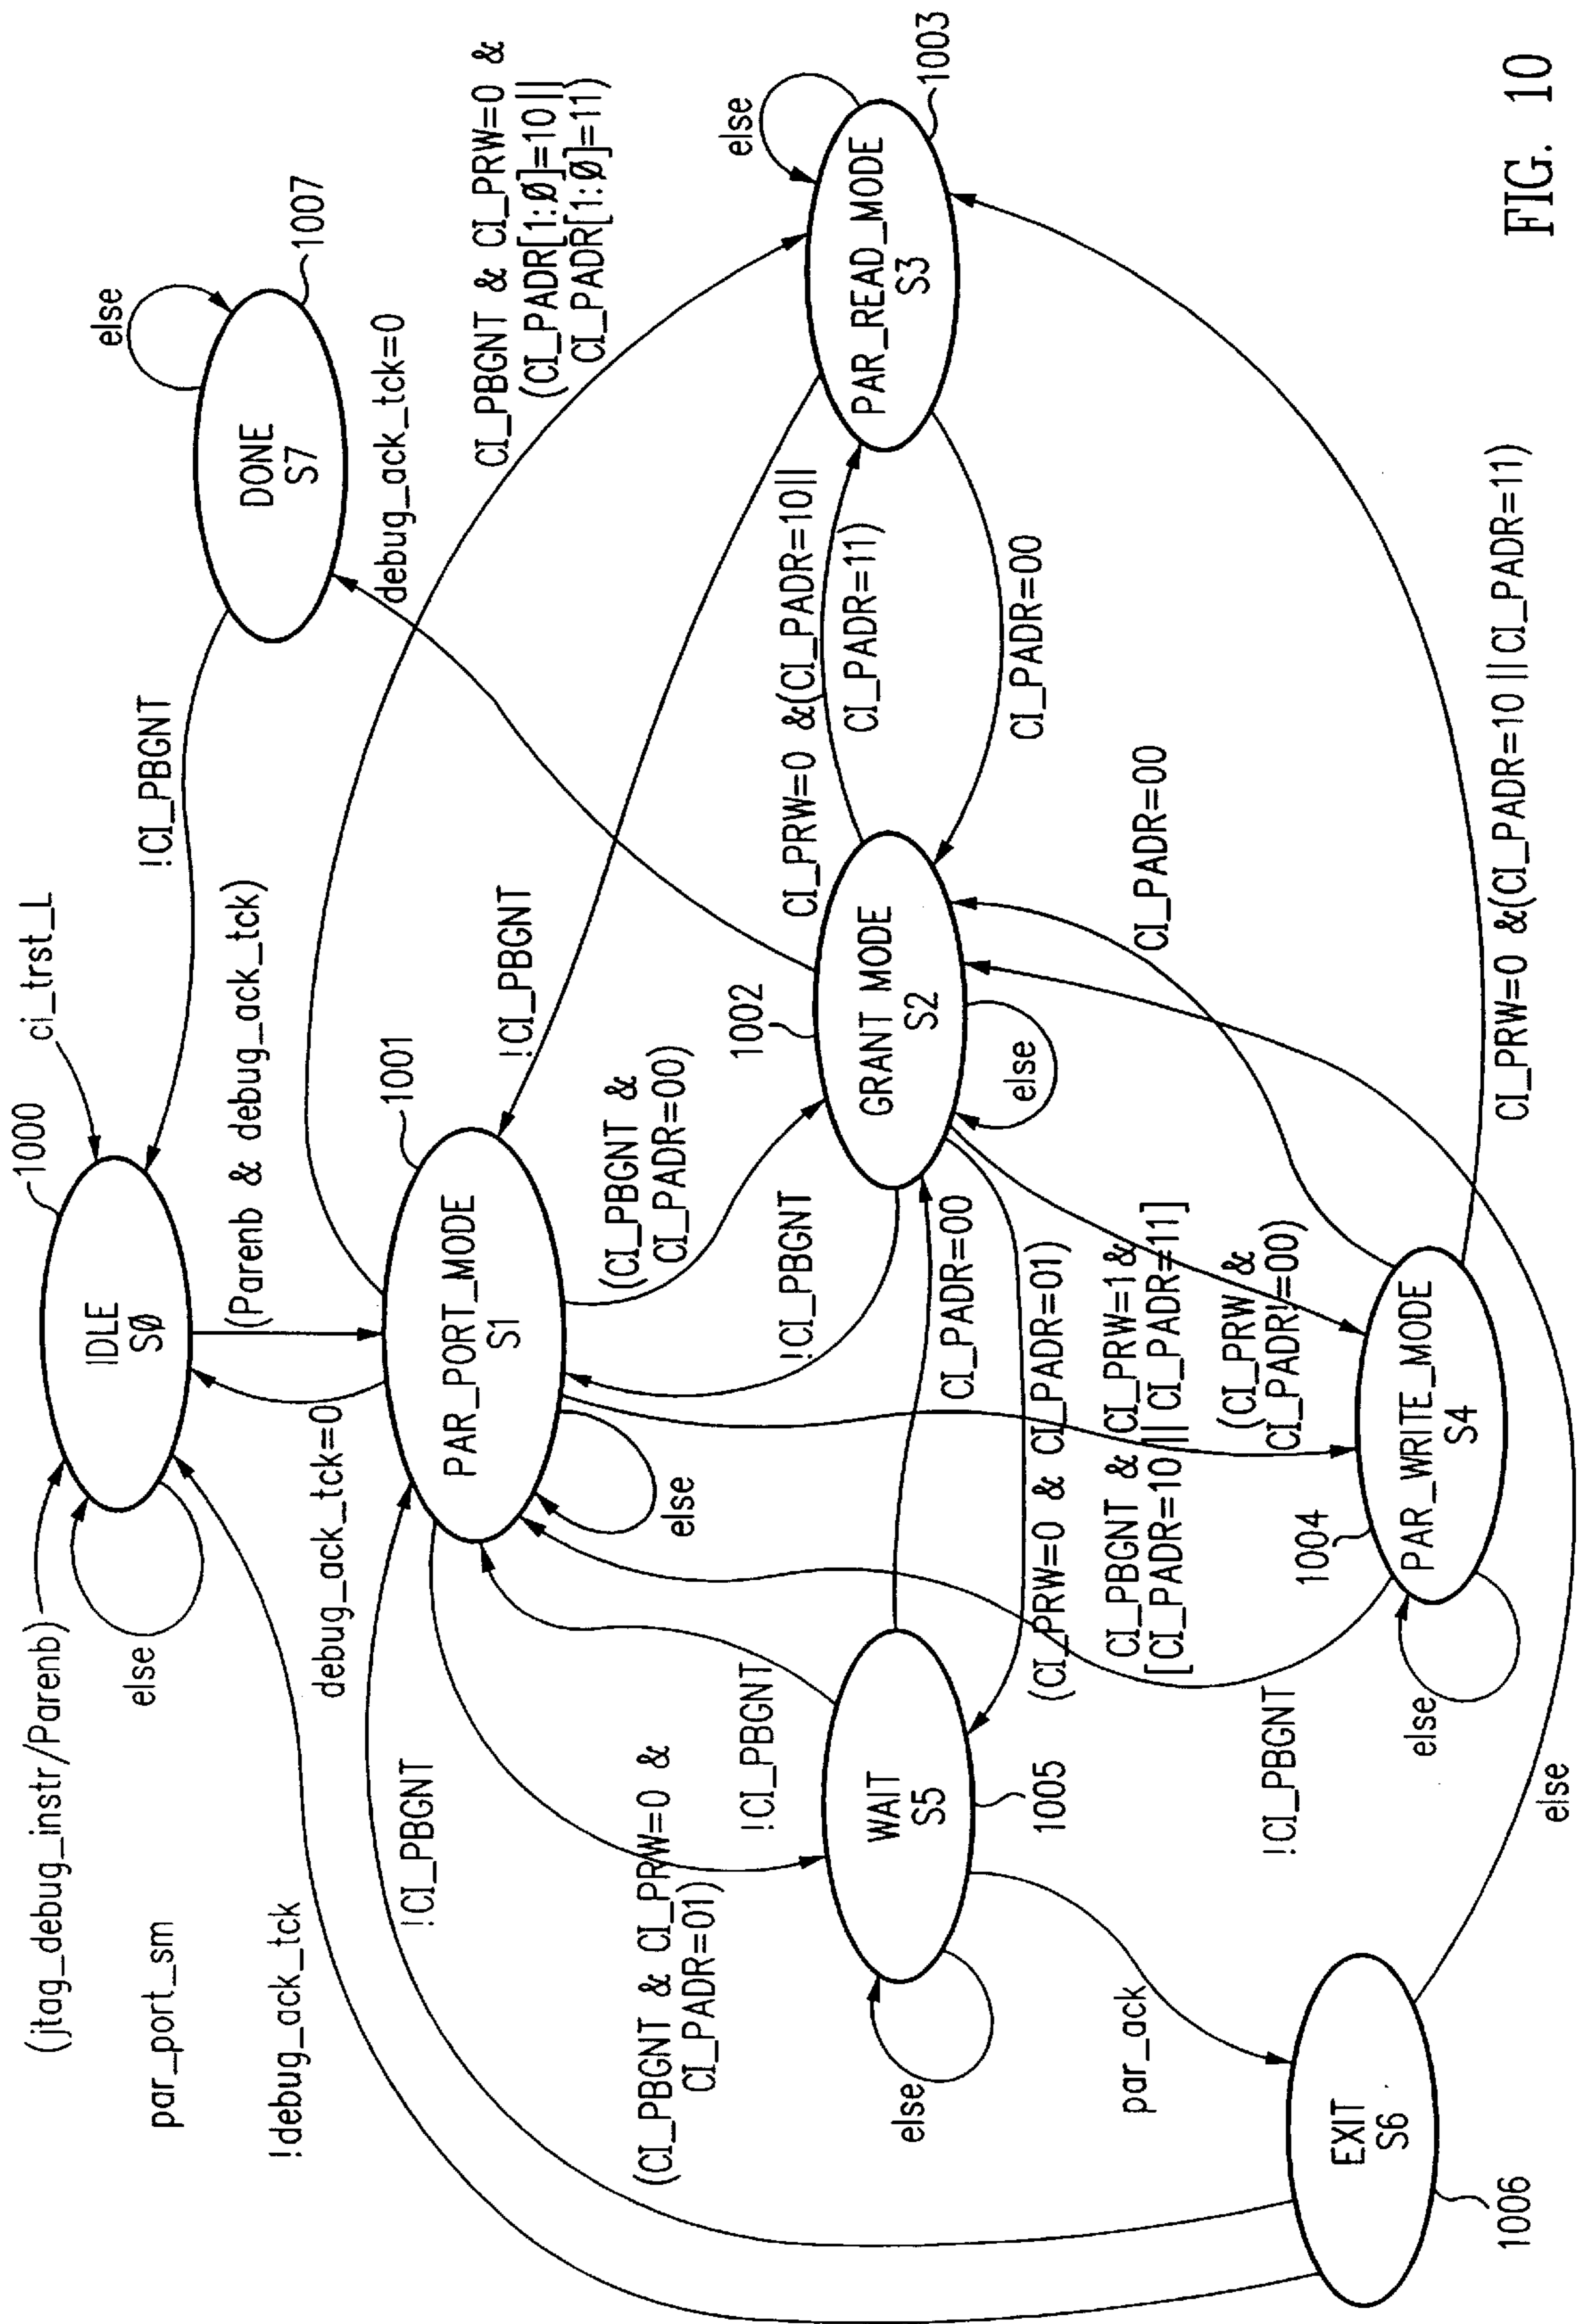 (jtag_debug_instr/Parenb)
1000
ci_trst_L
IDLE
SØ
else
par_port_sm
!debug_ack_tck
!CI_PBGNT
else
DONE
S7
1007
(Parenb & debug_ack_tck)
debug_ack_tck=0
debug_ack_tck=0
1001
PAR_PORT_MODE
S1
else
!CI_PBGNT
!CI_PBGNT
CI_PBGNT & CI_PRW=0 &
(CI_PADR[1:Ø]=10||
CI_PADR[1:Ø]=11)
(CI_PBGNT &
CI_PADR=00)
(CI_PBGNT & CI_PRW=0 &
CI_PADR=01)
!CI_PBGNT
!CI_PBGNT
1002
GRANT MODE
S2
else
CI_PRW=0 &(CI_PADR=10||
CI_PADR=11)
CI_PADR=00
else
PAR_READ_MODE
S3
1003
WAIT
S5
1005
else
CI_PADR=00
(CI_PRW=0 & CI_PADR=01)
CI_PBGNT & CI_PRW=1 &
[CI_PADR=10 || CI_PADR=11]
(CI_PRW &
CI_PADR!=00)
CI_PADR=00
par_ack
!CI_PBGNT
1004
PAR_WRITE_MODE
S4
else
EXIT
S6
1006
else
CI_PRW=0 &(CI_PADR=10 || CI_PADR=11)
FIG. 10